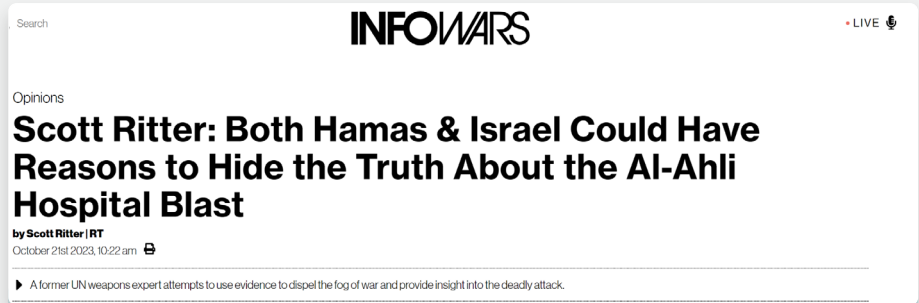 Search
INFOWARS
LIVE
Opinions
Scott Ritter: Both Hamas & Israel Could Have
Reasons to Hide the Truth About the Al-Ahli
Hospital Blast
by Scott Ritter | RT
October 21st 2023, 10:22 am
A former UN weapons expert attempts to use evidence to dispel the fog of war and provide insight into the deadly attack.